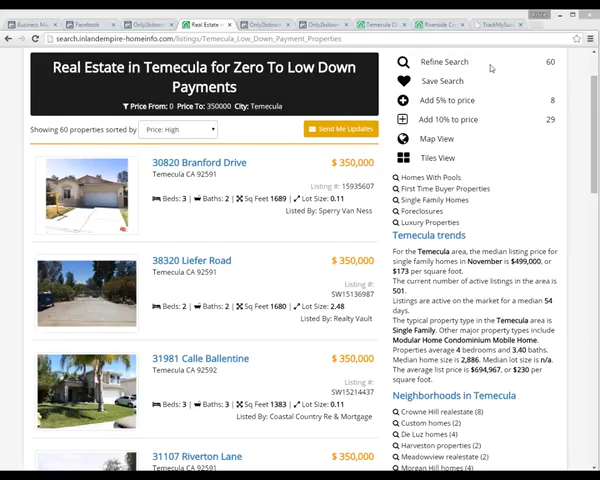 Business M
Facebook
Only2kdown
Real Estate in
Only2kdown
Only2kdown
Temecula C
Riverside C
TrackMySu
search.inlandempire-homeinfo.com/listings/Temecula_Low_Down_Payment_Properties
Real Estate in Temecula for Zero To Low Down
Payments
Price From: 0 Price To: 350000 City: Temecula
Showing 60 properties sorted by
Price: High
Send Me Updates
30820 Branford Drive
$ 350,000
Temecula CA 92591
Listing #: 15935607
Beds: 3 | Baths: 2 | Sq Feet 1689 | Lot Size: 0.11
Listed By: Sperry Van Ness
38320 Liefer Road
$ 350,000
Temecula CA 92591
Listing #:
SW15136987
Beds: 2 | Baths: 2 | Sq Feet 1680 | Lot Size: 2.48
Listed By: Realty Vault
31981 Calle Ballentine
$ 350,000
Temecula CA 92592
Listing #:
SW15214437
Beds: 3 | Baths: 3 | Sq Feet 1383 | Lot Size: 0.11
Listed By: Coastal Country Re & Mortgage
31107 Riverton Lane
$ 350,000
Temecula CA 92591
Listing #:
Refine Search 60
Save Search
Add 5% to price 8
Add 10% to price 29
Map View
Tiles View
Homes With Pools
First Time Buyer Properties
Single Family Homes
Foreclosures
Luxury Properties
Temecula trends
For the Temecula area, the median listing price for
single family homes in November is $499,000, or
$173 per square foot.
The current number of active listings in the area is
501.
Listings are active on the market for a median 54
days.
The typical property type in the Temecula area is
Single Family. Other major property types include
Modular Home Condominium Mobile Home.
Properties average 4 bedrooms and 3.40 baths.
Median home size is 2,886. Median lot size is n/a.
The average list price is $694,967, or $230 per
square foot.
Neighborhoods in Temecula
Crowne Hill realestate (8)
Custom homes (2)
De Luz homes (4)
Harveston properties (2)
Meadowview realestate (2)
Morgan Hill homes (4)